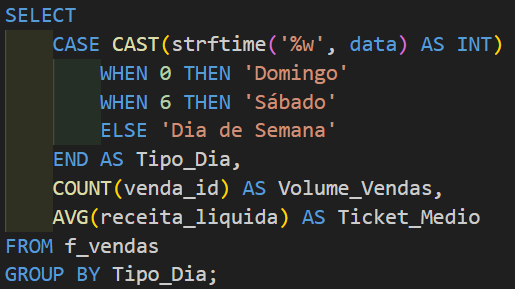 SELECT
CASE CAST(strftime('%w', data) AS INT)
WHEN 0 THEN 'Domingo'
WHEN 6 THEN 'Sábado'
ELSE 'Dia de Semana'
END AS Tipo_Dia,
COUNT(venda_id) AS Volume_Vendas,
AVG(receita_liquida) AS Ticket_Medio
FROM f_vendas
GROUP BY Tipo_Dia;